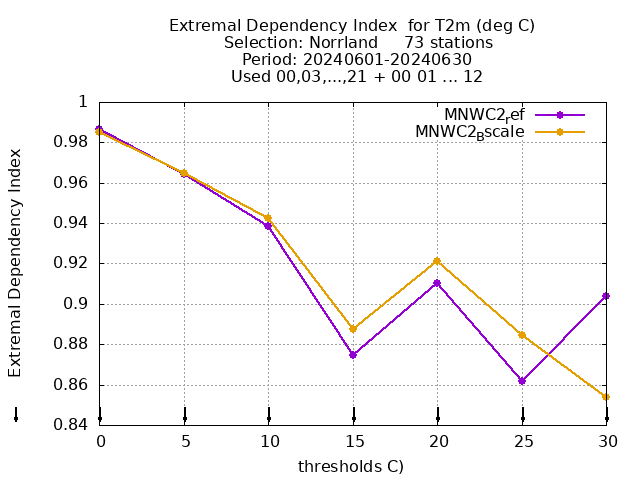 Extremal Dependency Index  for T2m (deg C)
Selection: Norrland     73 stations
Period: 20240601-20240630
Used 00,03,...,21 + 00 01 ... 12
Extremal Dependency Index
MNWC2_ref
MNWC2_Bscale
1
0.98
0.96
0.94
0.92
0.9
0.88
0.86
0.84
0 5 10 15 20 25 30
thresholds C)